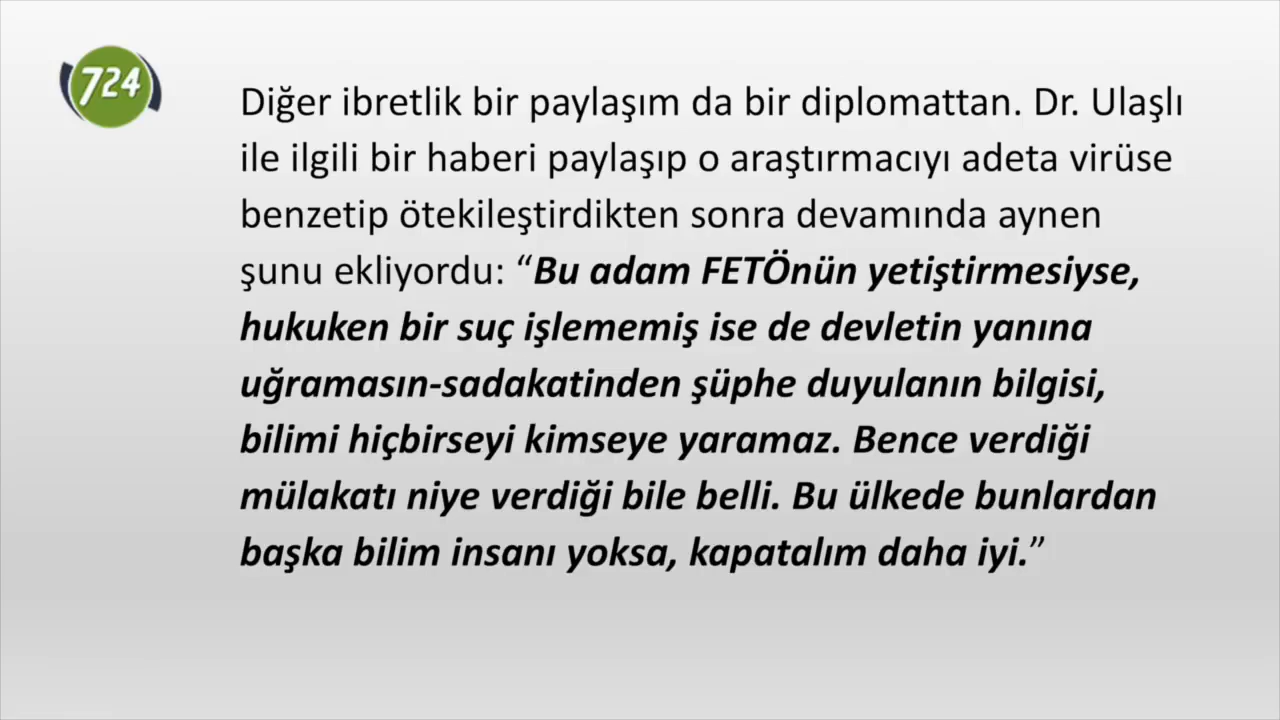 724
Diğer ibretlik bir paylaşım da bir diplomattan. Dr. Ulaşlı
ile ilgili bir haberi paylaşıp o araştırmacıyı adeta virüse
benzetip ötekileştirdikten sonra devamında aynen
şunu ekliyordu: “Bu adam FETÖnün yetiştirmesiyse,
hukuken bir suç işlememiş ise de devletin yanına
uğramasın-sadakatinden şüphe duyulanın bilgisi,
bilimi hiçbirseyi kimseye yaramaz. Bence verdiği
mülakatı niye verdiği bile belli. Bu ülkede bunlardan
başka bilim insanı yoksa, kapatalım daha iyi.”